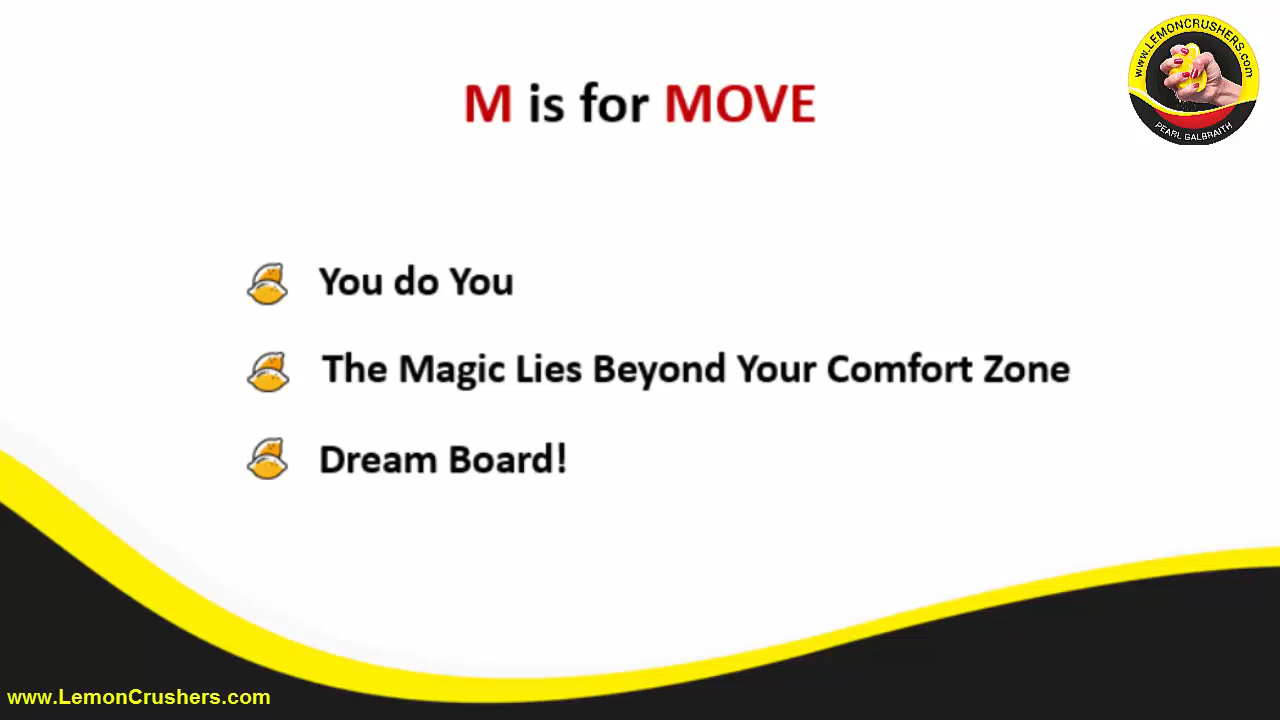 www.LEMONCRUSHERS.com
PEARL GALBRAITH
M is for MOVE
You do You
The Magic Lies Beyond Your Comfort Zone
Dream Board!
www.LemonCrushers.com